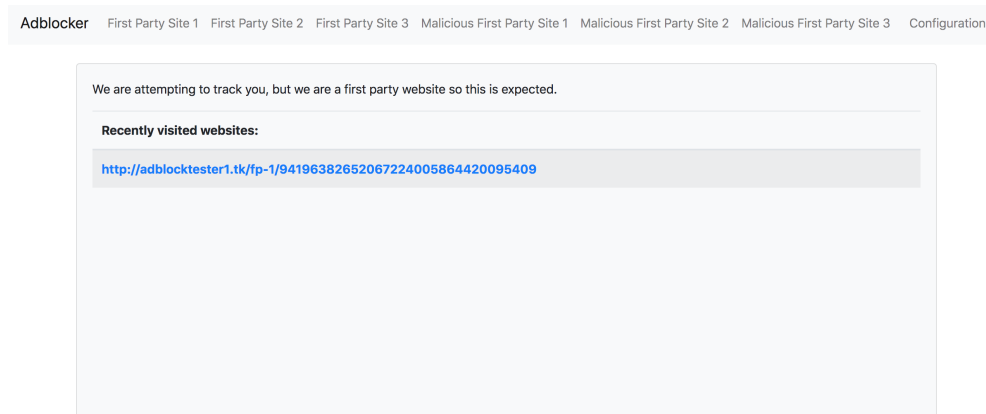 Adblocker First Party Site 1 First Party Site 2 First Party Site 3 Malicious First Party Site 1 Malicious First Party Site 2 Malicious First Party Site 3 Configuration
We are attempting to track you, but we are a first party website so this is expected.
Recently visited websites:
http://adblocktester1.tk/fp-1/94196382652067224005864420095409